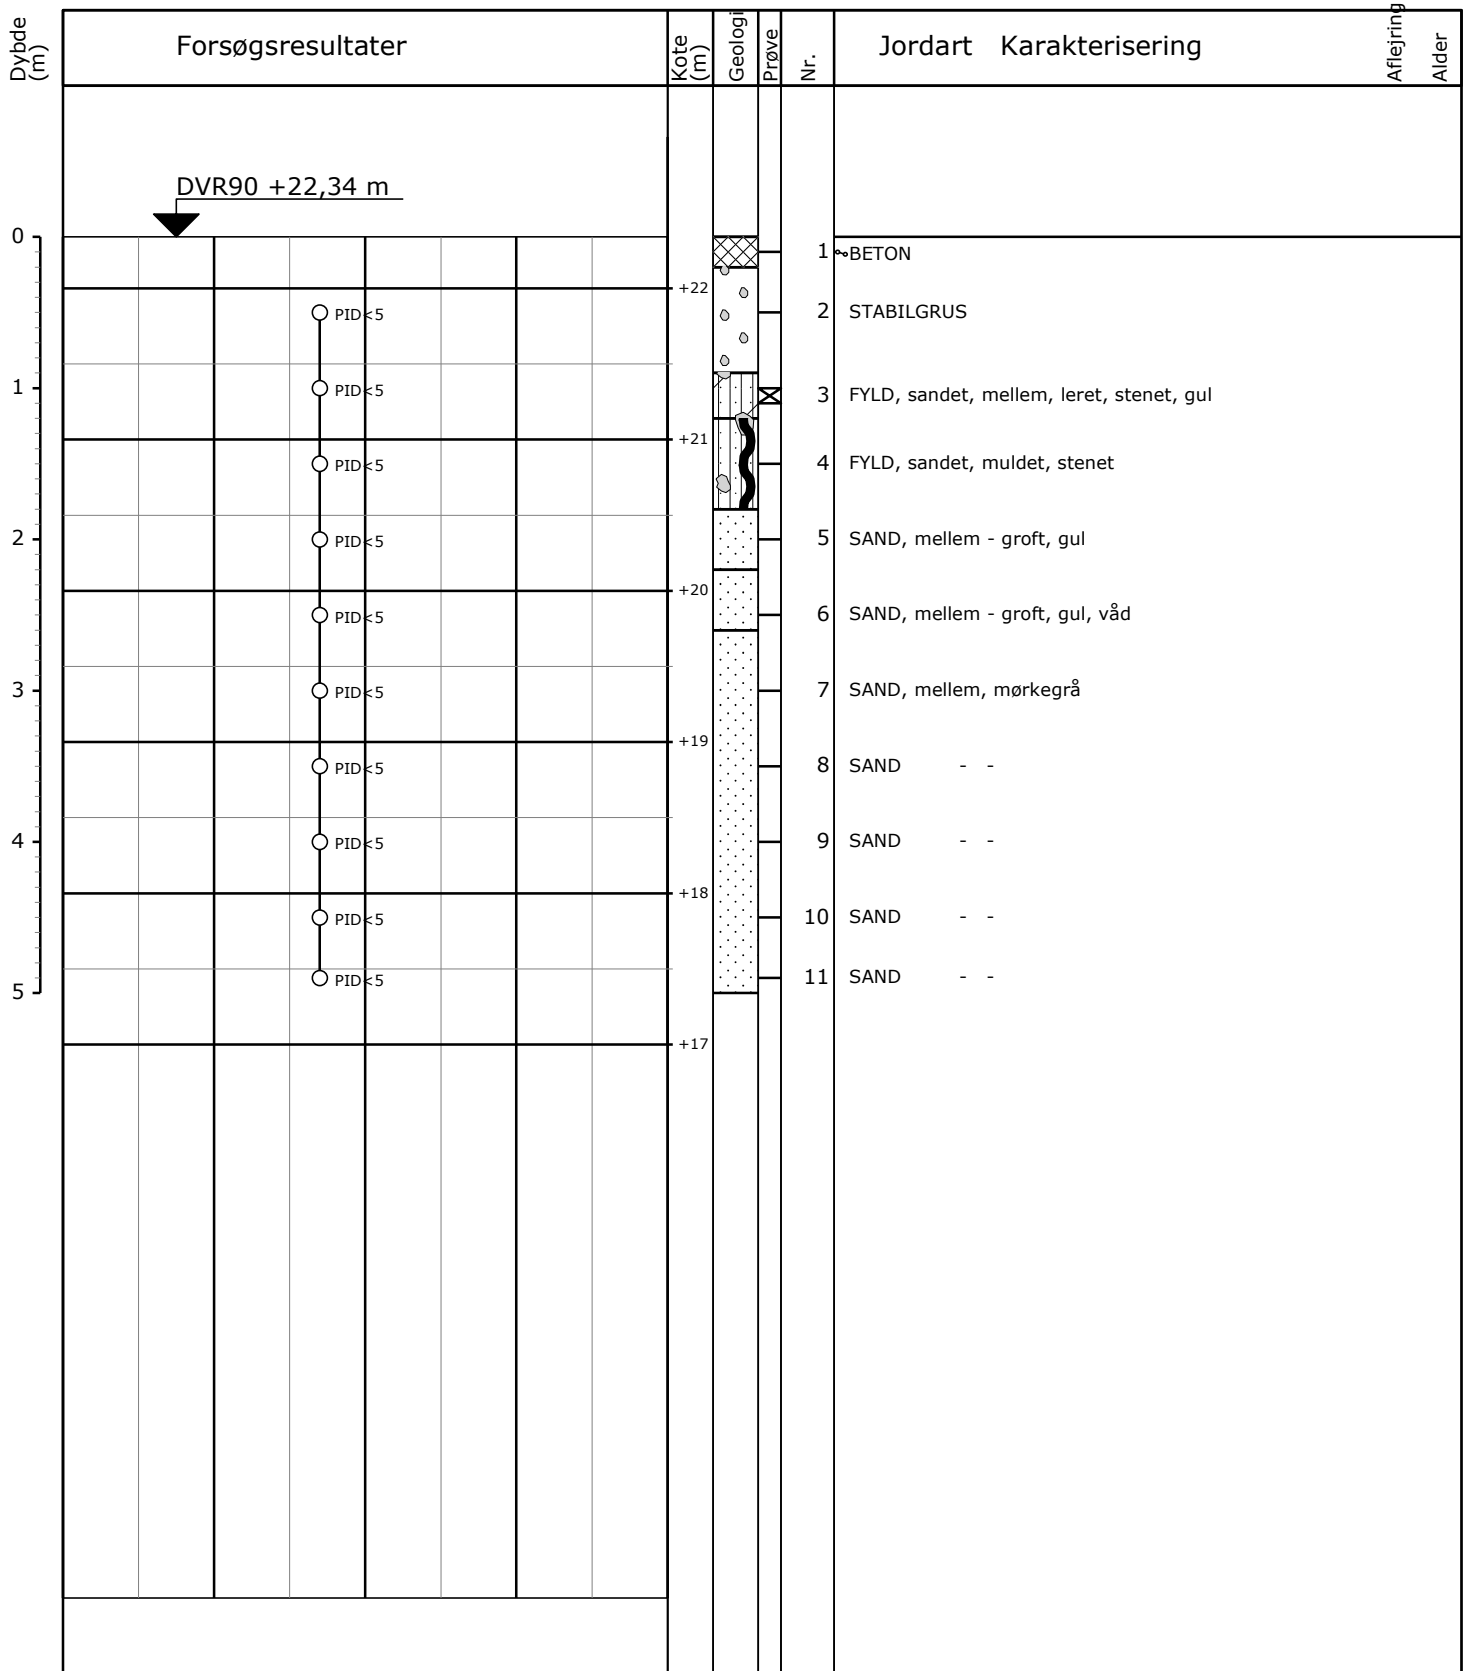 Dybde
(m)
Forsøgsresultater
Kote
(m)
Geologi
Prøve
Nr.
Jordart Karakterisering
Aflejring
Alder
DVR90 +22,34 m
0
1 BETON
+22
PID<5
2 STABILGRUS
1
PID<5
3 FYLD, sandet, mellem, leret, stenet, gul
+21
PID<5
4 FYLD, sandet, muldet, stenet
2
PID<5
5 SAND, mellem - groft, gul
+20
PID<5
6 SAND, mellem - groft, gul, våd
3
PID<5
7 SAND, mellem, mørkegrå
+19
PID<5
8 SAND - -
4
PID<5
9 SAND - -
+18
PID<5
10 SAND - -
PID<5
11 SAND - -
5
+17